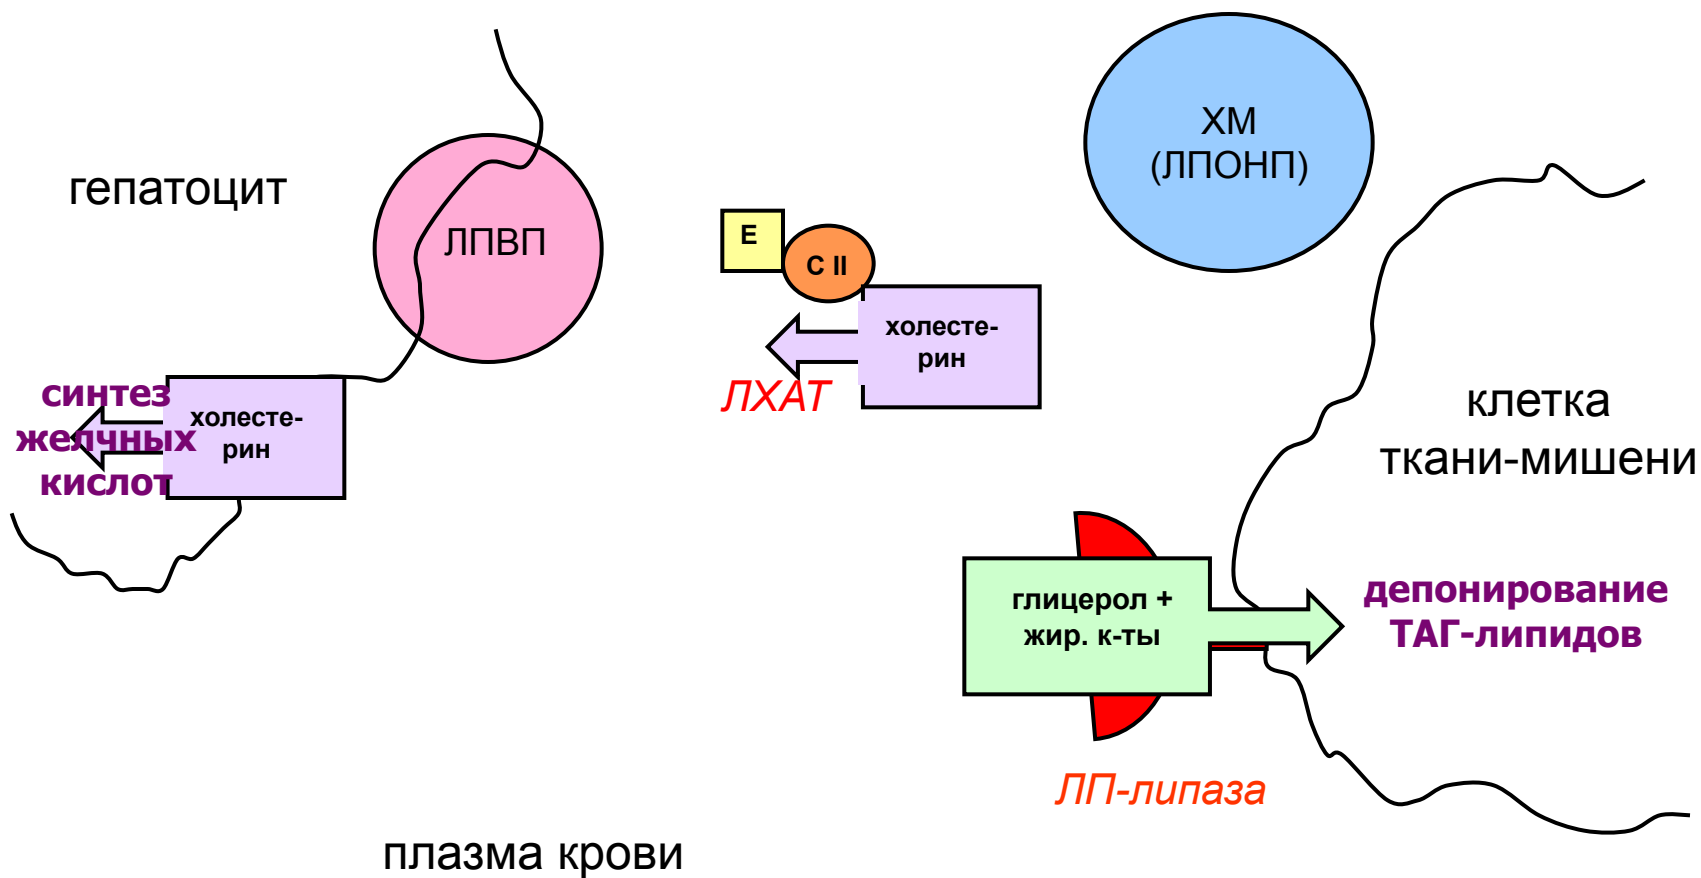 ХМ
(ЛПОНП)
гепатоцит
ЛПВП
Е
С II
холесте-
рин
ЛХАТ
синтез
желчных
кислот
холесте-
рин
клетка
ткани-мишени
глицерол +
жир. к-ты
депонирование
ТАГ-липидов
ЛП-липаза
плазма крови